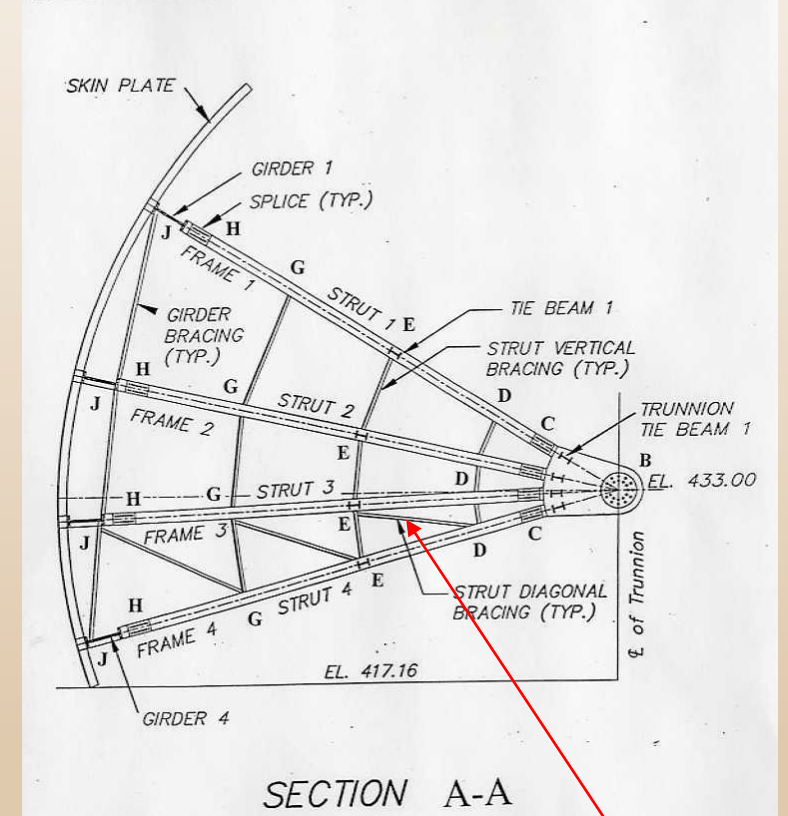 SKIN PLATE
GIRDER 1
SPLICE (TYP.)
J
H
FRAME 1
G
STRUT 1
E
TIE BEAM 1
GIRDER
BRACING
(TYP.)
STRUT VERTICAL
BRACING (TYP.)
H
G
STRUT 2
D
C
TRUNNION
TIE BEAM 1
J
FRAME 2
E
D
B
EL. 433.00
H
G
STRUT 3
J
FRAME 3
E
D
C
E
STRUT DIAGONAL
BRACING (TYP.)
H
G
STRUT 4
FRAME 4
J
℄ of Trunnion
EL. 417.16
GIRDER 4
SECTION A-A